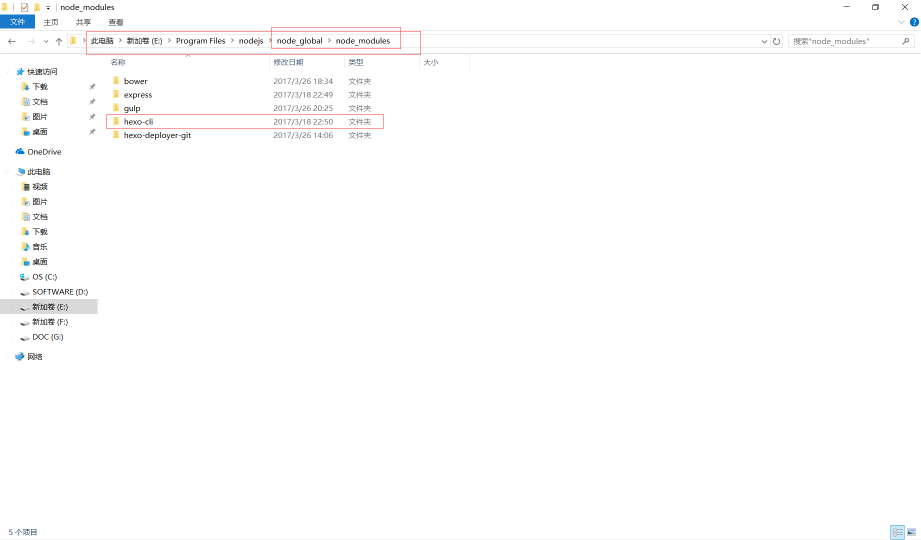 node_modules
文件 主页 共享 查看
此电脑 新加卷 (E:) Program Files nodejs node_global node_modules 搜索"node_modules"
名称 修改日期 类型 大小
快速访问
下载
文档
图片
桌面
OneDrive
此电脑
视频
图片
文档
下载
音乐
桌面
OS (C:)
SOFTWARE (D:)
新加卷 (E:)
新加卷 (F:)
DOC (G:)
网络
bower 2017/3/26 18:34 文件夹
express 2017/3/18 22:49 文件夹
gulp 2017/3/26 20:25 文件夹
hexo-cli 2017/3/18 22:50 文件夹
hexo-deployer-git 2017/3/26 14:06 文件夹
5 个项目